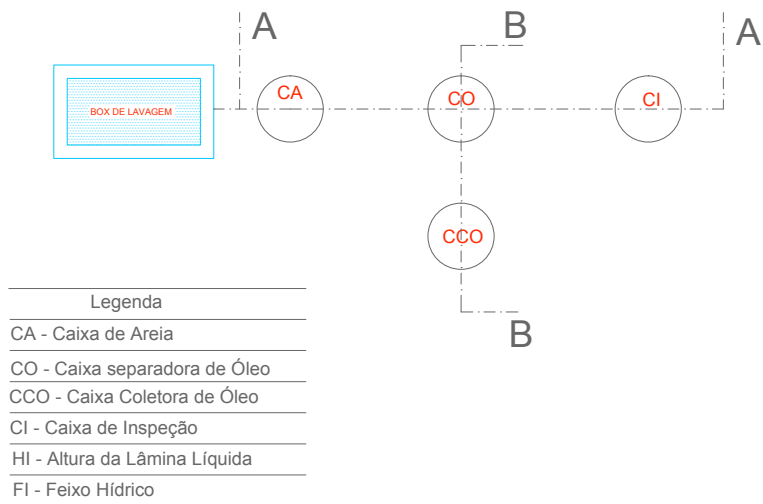 A
B
A
BOX DE LAVAGEM
CA
CO
CI
CCO
B
Legenda
CA - Caixa de Areia
CO - Caixa separadora de Óleo
CCO - Caixa Coletora de Óleo
CI - Caixa de Inspeção
HI - Altura da Lâmina Líquida
FI - Feixo Hídrico